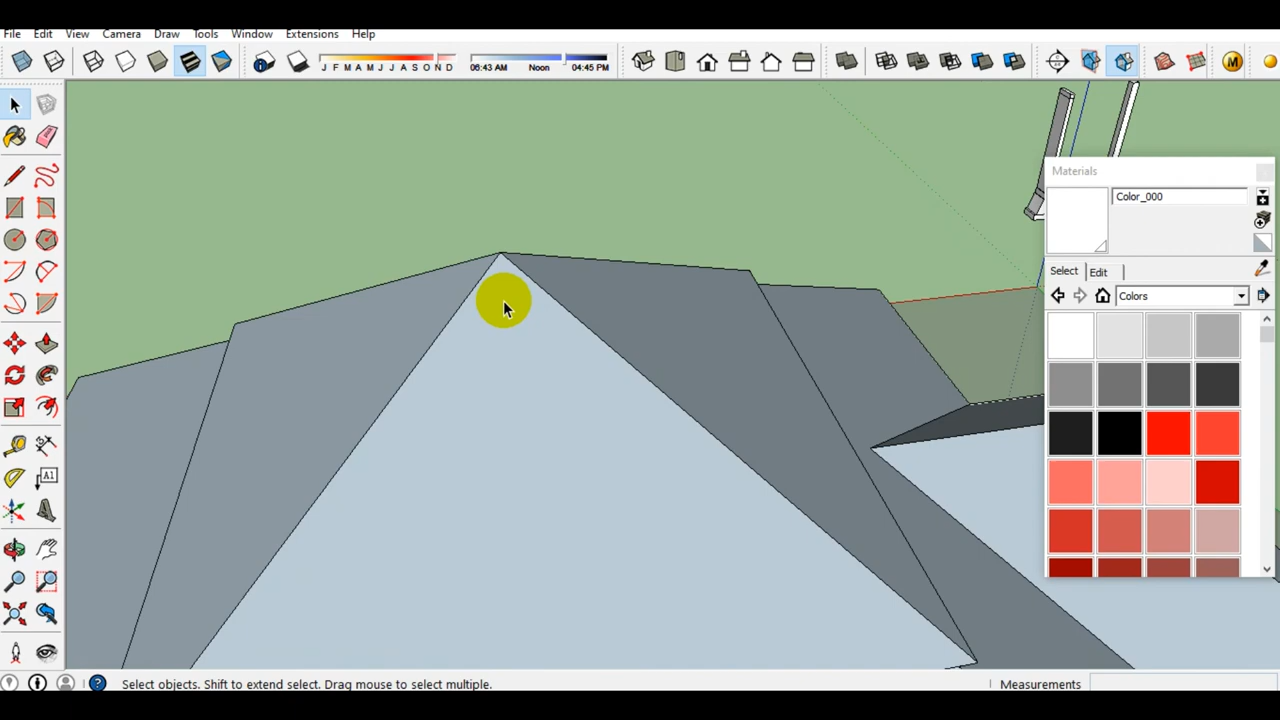 File Edit View Camera Draw Tools Window Extensions Help
J F M A M J J A S O N D 06:43 AM Noon 04:45 PM
M
Materials
Color_000
A1
Select Edit
Colors
Select objects. Shift to extend select. Drag mouse to select multiple. Measurements